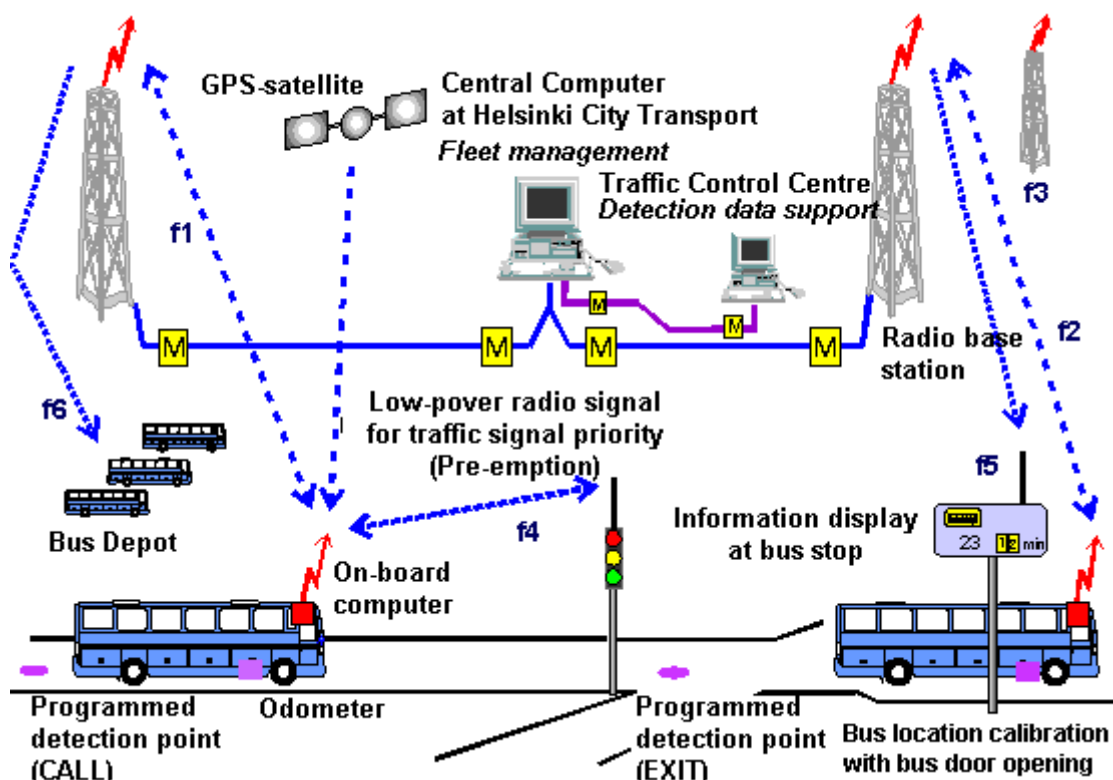 GPS-satellite
Central Computer
at Helsinki City Transport
Fleet management
Traffic Control Centre
Detection data support
f1
f3
f2
M
M
M
M
M
M
Radio base
station
f6
Low-pover radio signal
for traffic signal priority
(Pre-emption)
f4
f5
Bus Depot
Information display
at bus stop
23 12 min
On-board
computer
Programmed
detection point
(CALL)
Odometer
Programmed
detection point
(EXIT)
Bus location calibration
with bus door opening